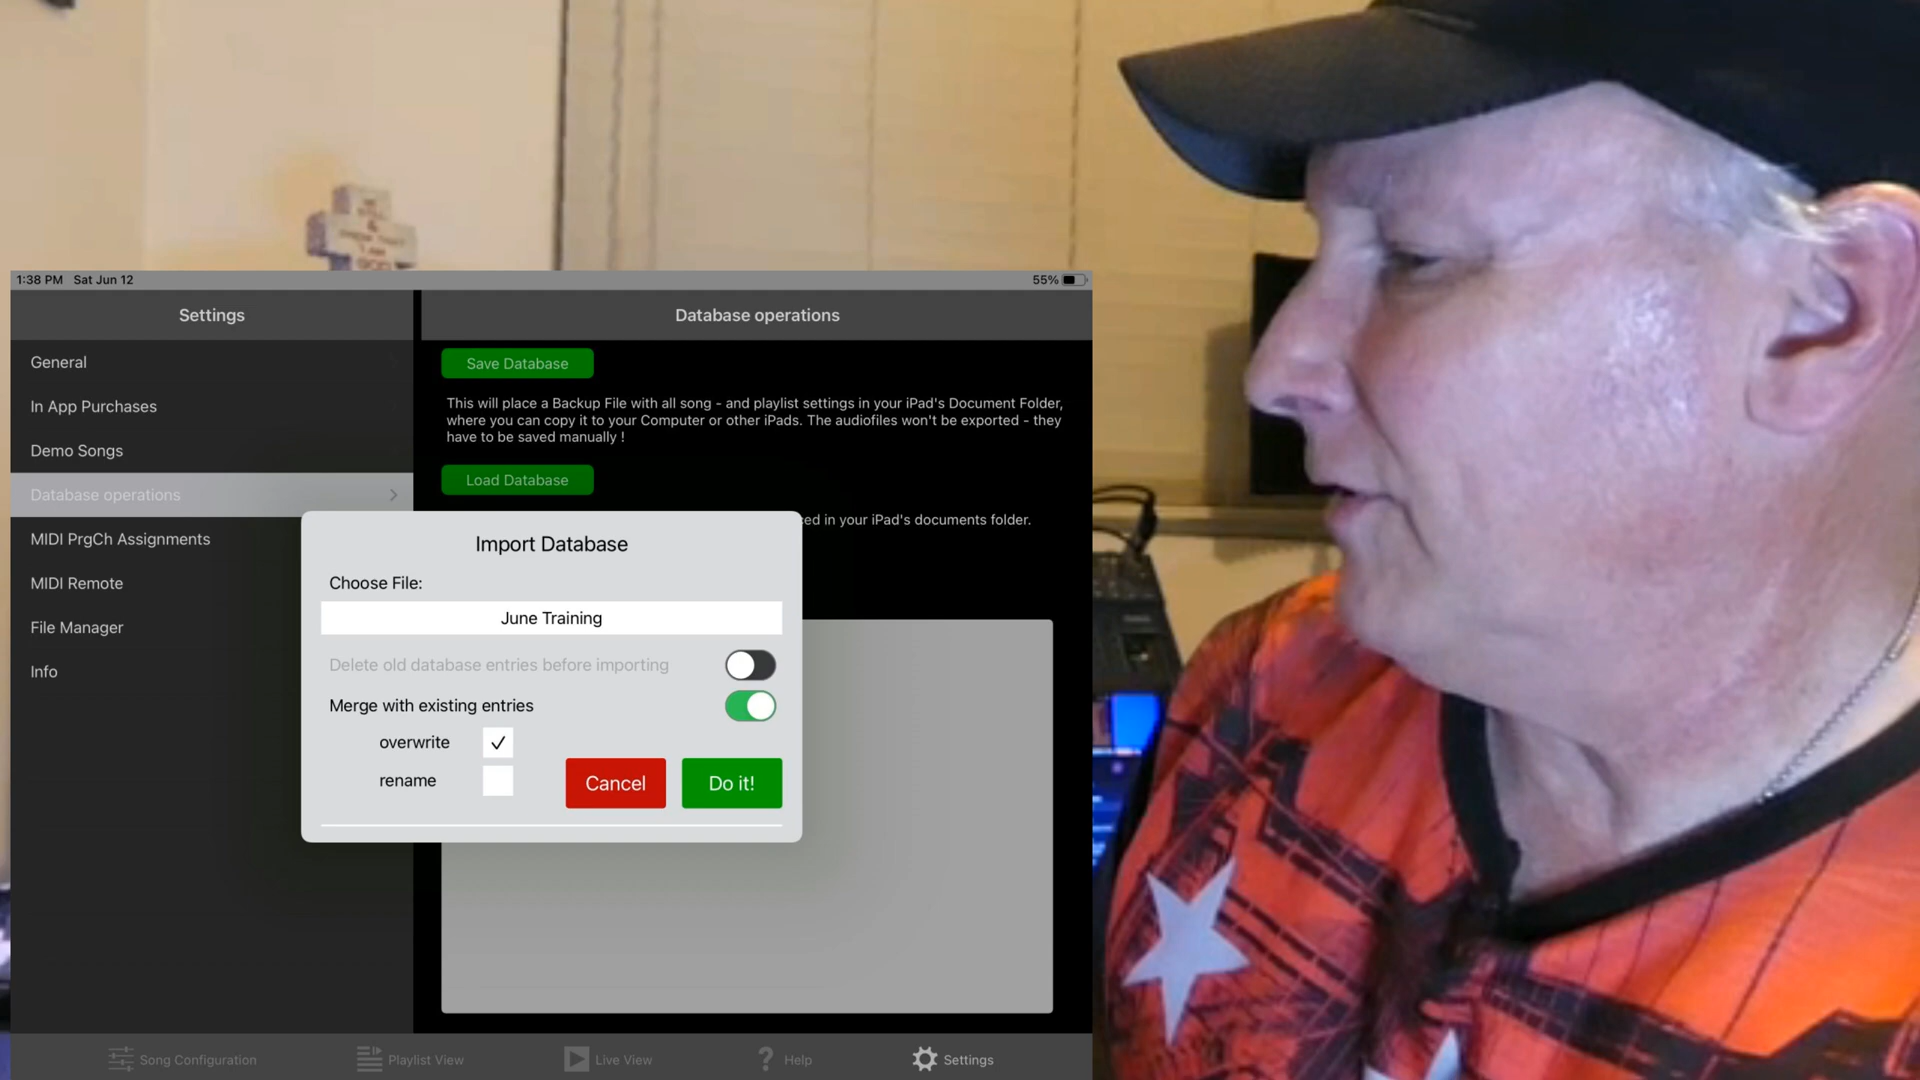 1:38 PM Sat Jun 12
55%
Settings
Database operations
General
In App Purchases
Demo Songs
Database operations
MIDI PrgCh Assignments
MIDI Remote
File Manager
Info
Save Database
This will place a Backup File with all song - and playlist settings in your iPad's Document Folder,
where you can copy it to your Computer or other iPads. The audiofiles won't be exported - they
have to be saved manually !
Load Database
in your iPad's documents folder.
Import Database
Choose File:
June Training
Delete old database entries before importing
Merge with existing entries
overwrite
rename
Cancel
Do it!
Song Configuration
Playlist View
Live View
? Help
Settings